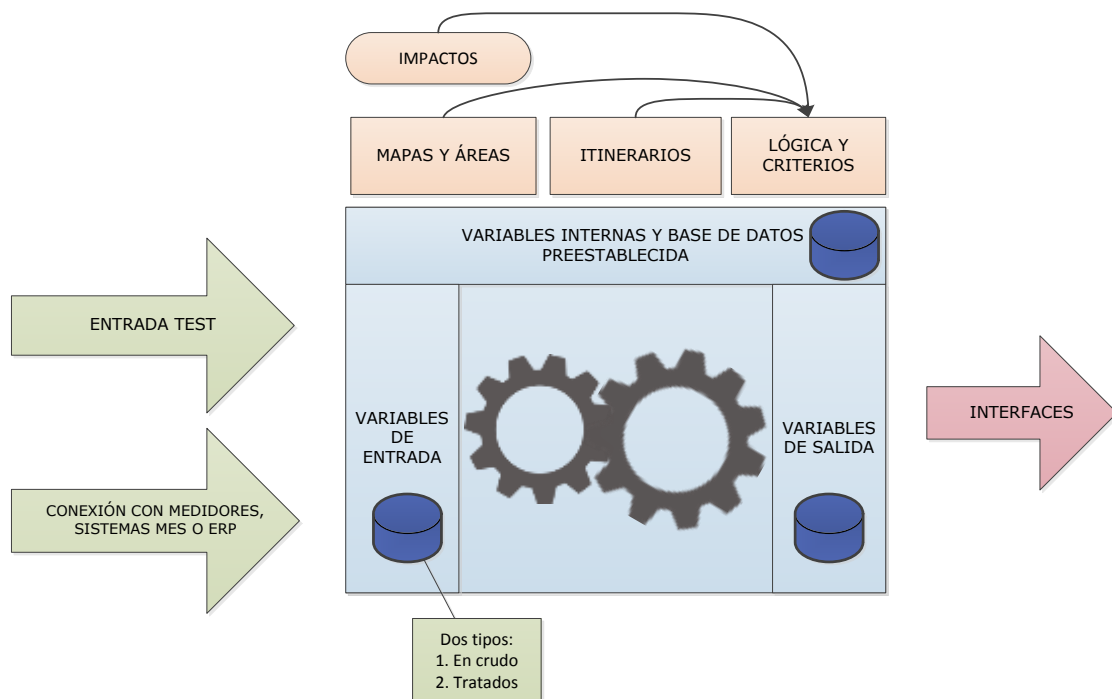 IMPACTOS
MAPAS Y ÁREAS
ITINERARIOS
LÓGICA Y
CRITERIOS
VARIABLES INTERNAS Y BASE DE DATOS
PREESTABLECIDA
ENTRADA TEST
CONEXIÓN CON MEDIDORES,
SISTEMAS MES O ERP
VARIABLES
DE
ENTRADA
VARIABLES
DE SALIDA
INTERFACES
Dos tipos:
1. En crudo
2. Tratados